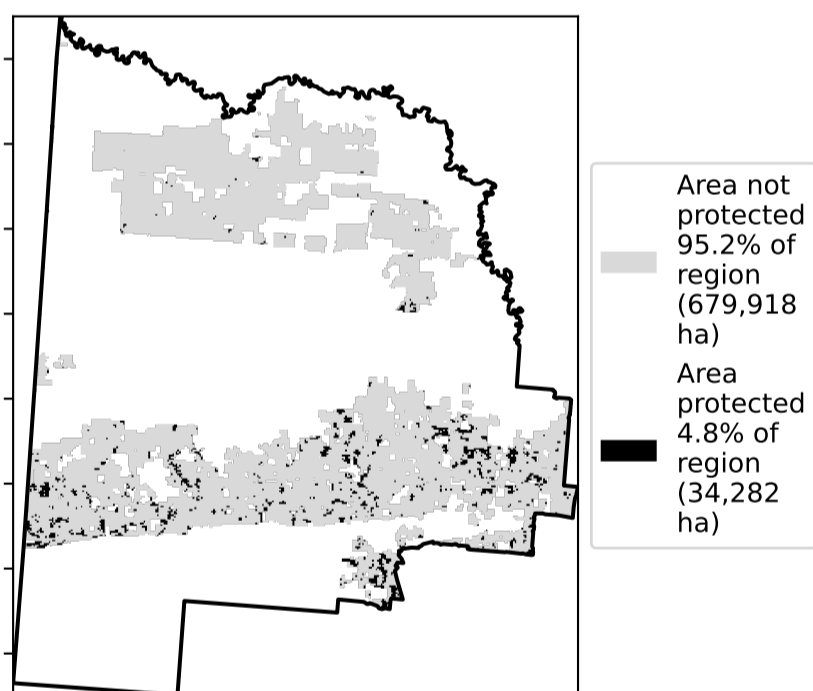 Area not
protected
95.2% of
region
(679,918
ha)
Area
protected
4.8% of
region
(34,282
ha)